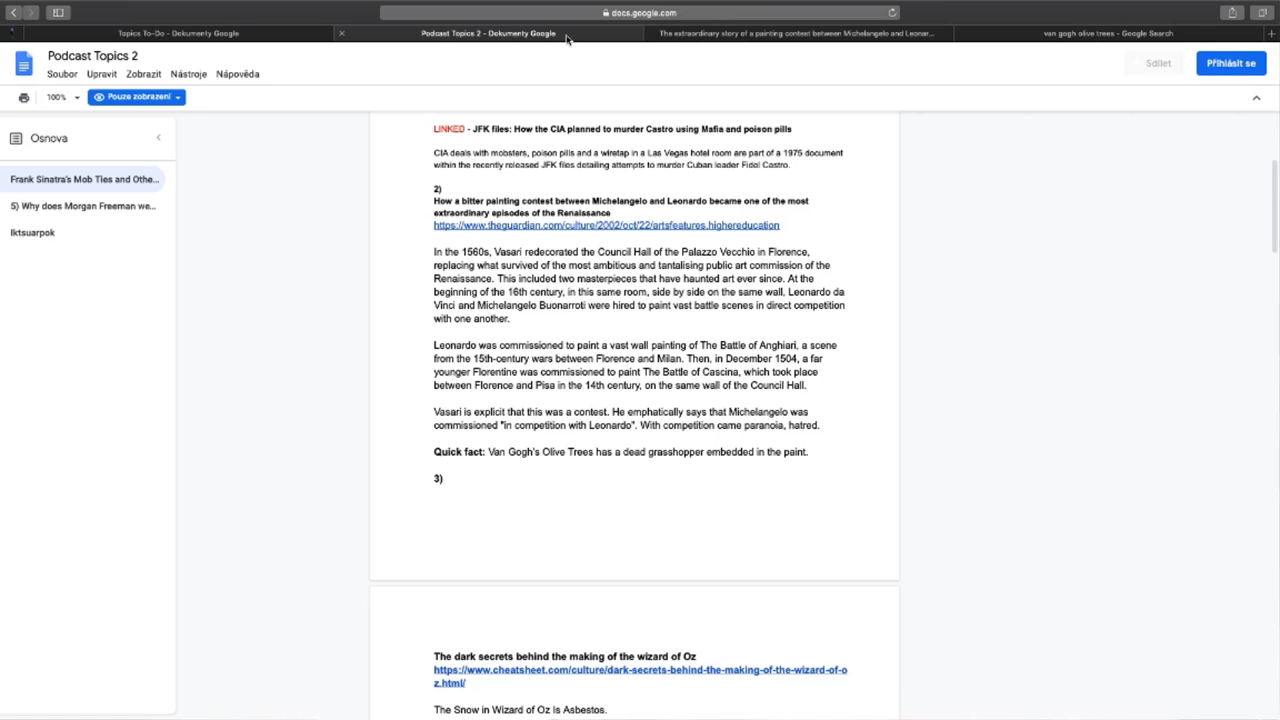 docs.google.com
Topics To-Do - Dokumenty Google
Podcast Topics 2 - Dokumenty Google
The extraordinary story of a painting contest between Michelangelo and Leonar...
van gogh olive trees - Google Search
Podcast Topics 2
Soubor Upravit Zobrazit Nástroje Nápověda
Sdílet
Přihlásit se
100%
Pouze zobrazení
Osnova
Frank Sinatra's Mob Ties and Othe...
5) Why does Morgan Freeman we...
Iktsuarpok
LINKED - JFK files: How the CIA planned to murder Castro using Mafia and poison pills
CIA deals with mobsters, poison pills and a wiretap in a Las Vegas hotel room are part of a 1975 document
within the recently released JFK files detailing attempts to murder Cuban leader Fidel Castro.
2)
How a bitter painting contest between Michelangelo and Leonardo became one of the most
extraordinary episodes of the Renaissance
https://www.theguardian.com/culture/2002/oct/22/artsfeatures.highereducation
In the 1560s, Vasari redecorated the Council Hall of the Palazzo Vecchio in Florence,
replacing what survived of the most ambitious and tantalising public art commission of the
Renaissance. This included two masterpieces that have haunted art ever since. At the
beginning of the 16th century, in this same room, side by side on the same wall, Leonardo da
Vinci and Michelangelo Buonarroti were hired to paint vast battle scenes in direct competition
with one another.
Leonardo was commissioned to paint a vast wall painting of The Battle of Anghiari, a scene
from the 15th-century wars between Florence and Milan. Then, in December 1504, a far
younger Florentine was commissioned to paint The Battle of Cascina, which took place
between Florence and Pisa in the 14th century, on the same wall of the Council Hall.
Vasari is explicit that this was a contest. He emphatically says that Michelangelo was
commissioned "in competition with Leonardo". With competition came paranoia, hatred.
Quick fact: Van Gogh's Olive Trees has a dead grasshopper embedded in the paint.
3)
The dark secrets behind the making of the wizard of Oz
https://www.cheatsheet.com/culture/dark-secrets-behind-the-making-of-the-wizard-of-o
z.html/
The Snow in Wizard of Oz Is Asbestos.